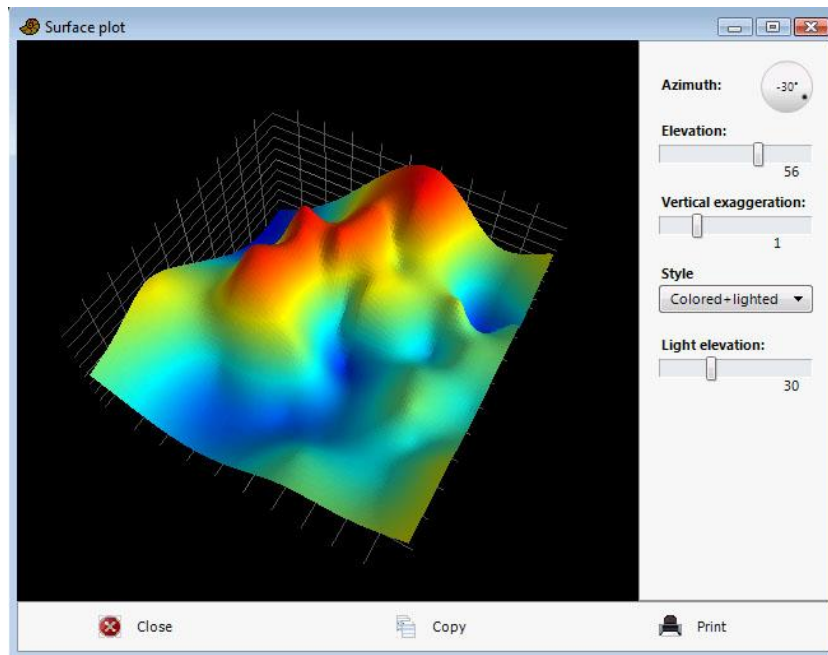 Surface plot
Azimuth:
-30°
Elevation:
56
Vertical exaggeration:
1
Style
Colored+lighted
Light elevation:
30
Close
Copy
Print